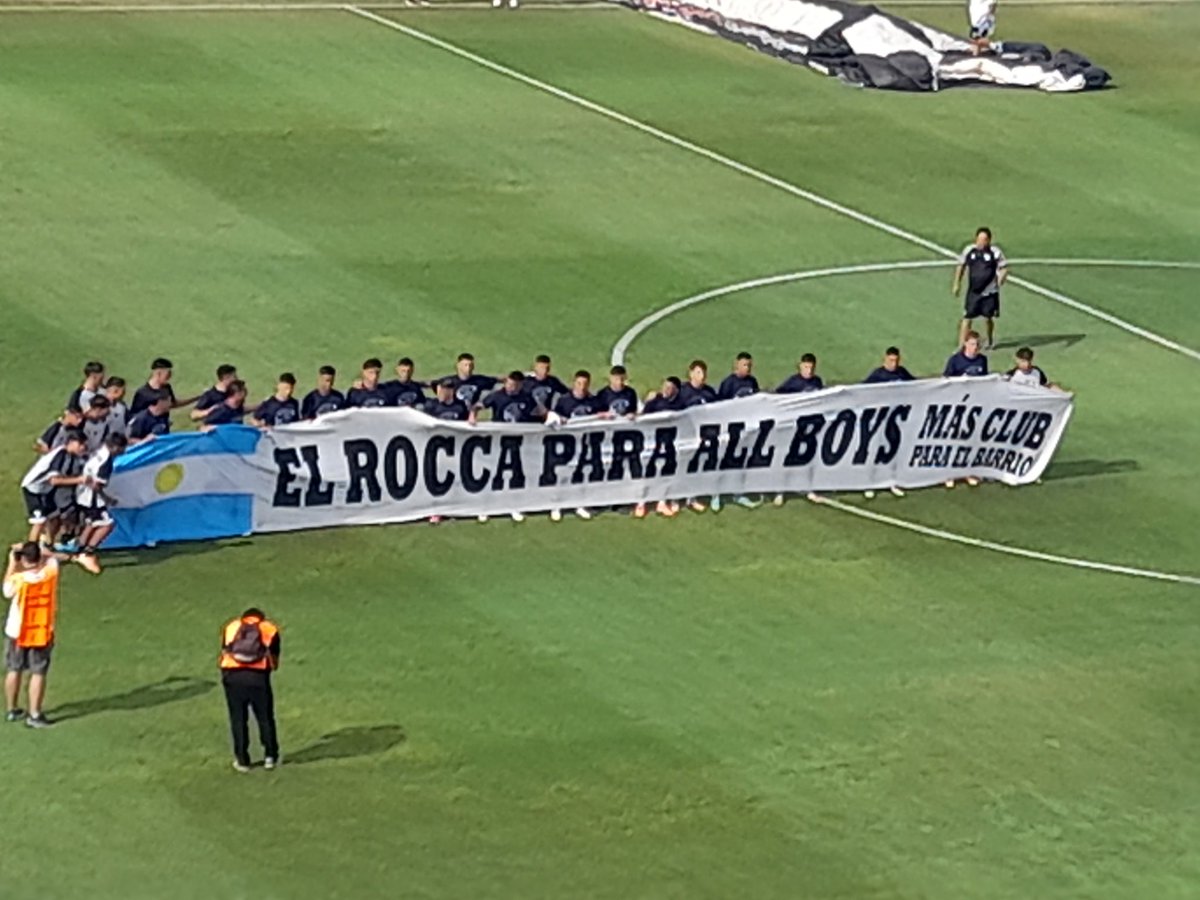 EL ROCCA PARA ALL BOYS
MÁS CLUB
PARA EL BARRIO